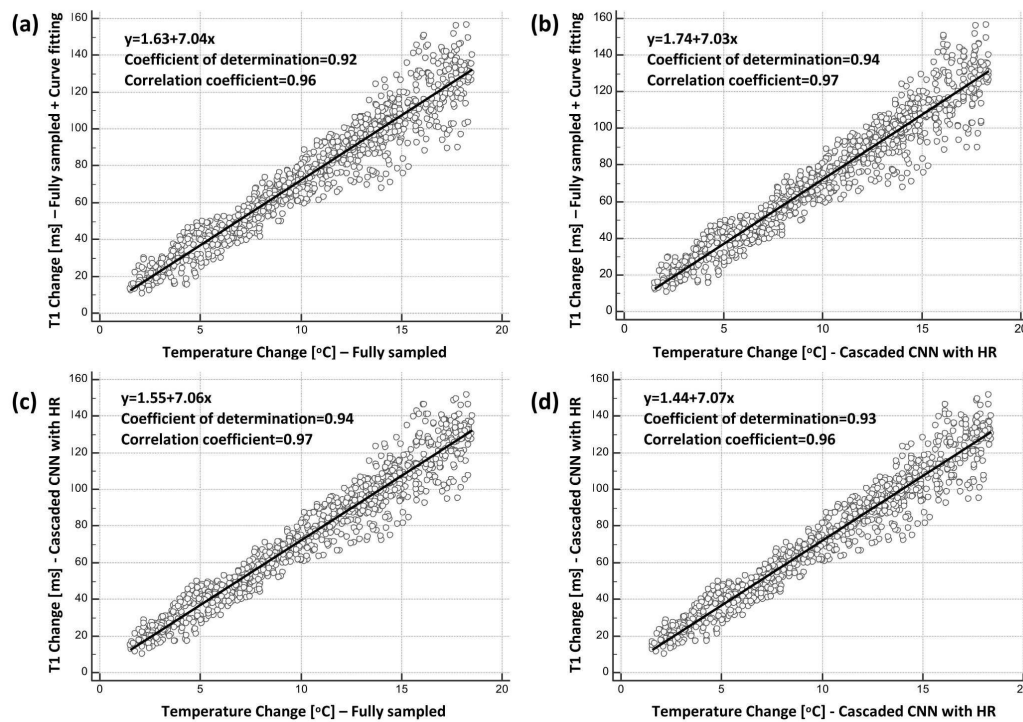 (a)
y=1.63+7.04x
Coefficient of determination=0.92
Correlation coefficient=0.96
T1 Change [ms] – Fully sampled + Curve fitting
160
140
120
100
80
60
40
20
0
0 5 10 15 20
Temperature Change [°C] – Fully sampled
(b)
y=1.74+7.03x
Coefficient of determination=0.94
Correlation coefficient=0.97
T1 Change [ms] – Fully sampled + Curve fitting
160
140
120
100
80
60
40
20
0
0 5 10 15 20
Temperature Change [°C] - Cascaded CNN with HR
(c)
y=1.55+7.06x
Coefficient of determination=0.94
Correlation coefficient=0.97
T1 Change [ms] - Cascaded CNN with HR
160
140
120
100
80
60
40
20
0
0 5 10 15 20
Temperature Change [°C] – Fully sampled
(d)
y=1.44+7.07x
Coefficient of determination=0.93
Correlation coefficient=0.96
T1 Change [ms] - Cascaded CNN with HR
160
140
120
100
80
60
40
20
0
0 5 10 15 20
Temperature Change [°C] - Cascaded CNN with HR